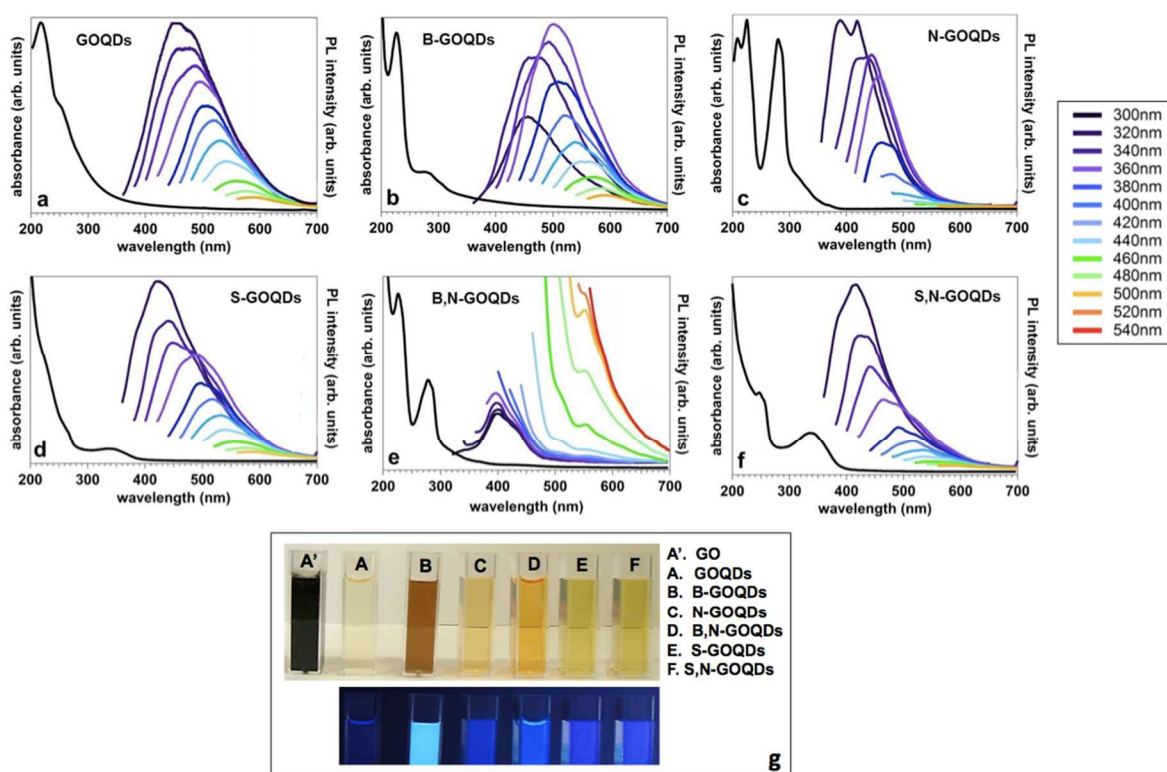 GOQDs
absorbance (arb. units)
PL intensity (arb. units)
a
200 300 400 500 600 700
wavelength (nm)
B-GOQDs
absorbance (arb. units)
PL intensity (arb. units)
b
200 300 400 500 600 700
wavelength (nm)
N-GOQDs
absorbance (arb. units)
PL intensity (arb. units)
c
200 300 400 500 600 700
wavelength (nm)
300nm
320nm
340nm
360nm
380nm
400nm
420nm
440nm
460nm
480nm
500nm
520nm
540nm
S-GOQDs
absorbance (arb. units)
PL intensity (arb. units)
d
200 300 400 500 600 700
wavelength (nm)
B,N-GOQDs
absorbance (arb. units)
PL intensity (arb. units)
e
200 300 400 500 600 700
wavelength (nm)
S,N-GOQDs
absorbance (arb. units)
PL intensity (arb. units)
f
200 300 400 500 600 700
wavelength (nm)
A' A B C D E F
A'. GO
A. GOQDs
B. B-GOQDs
C. N-GOQDs
D. B,N-GOQDs
E. S-GOQDs
F. S,N-GOQDs
g